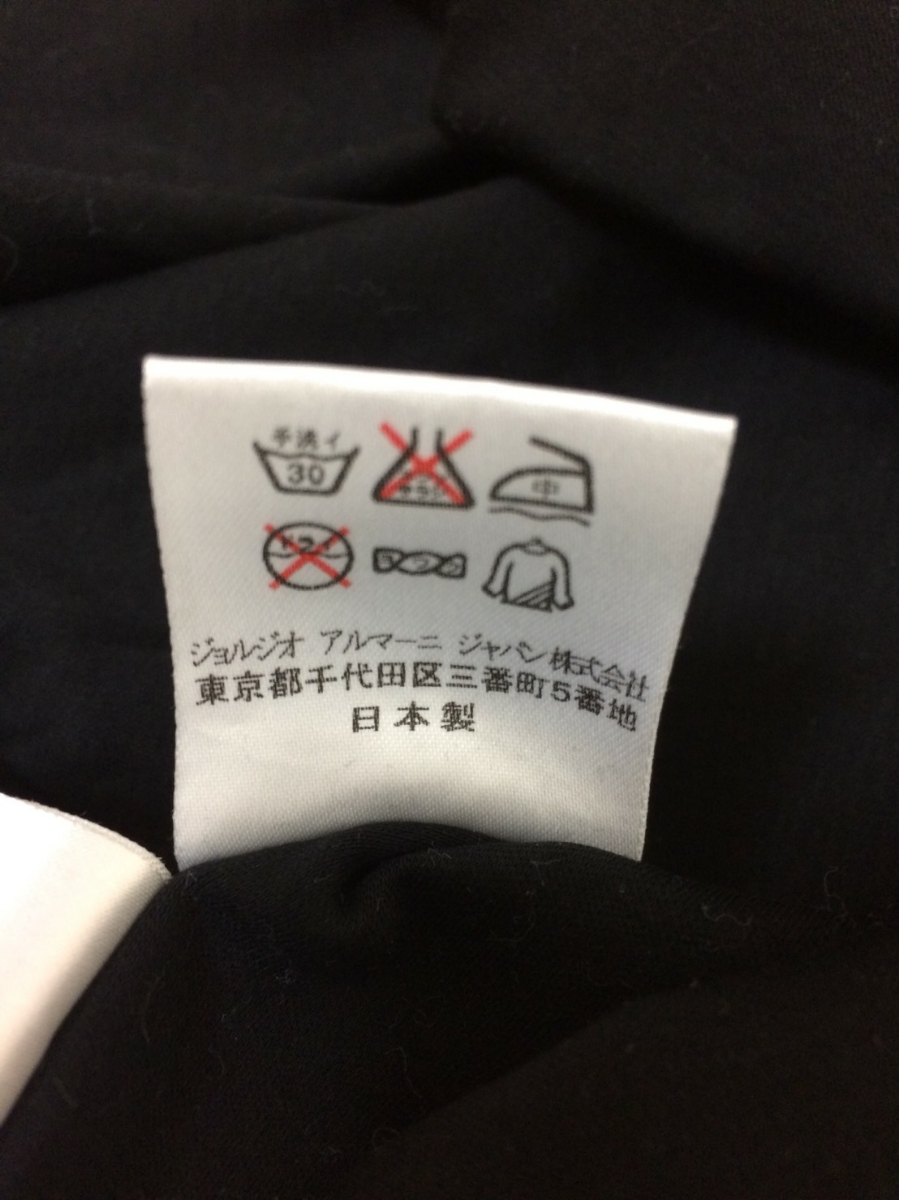 手洗イ
30
中
ジョルジオ アルマーニ ジャパン株式会社
東京都千代田区三番町5番地
日本製